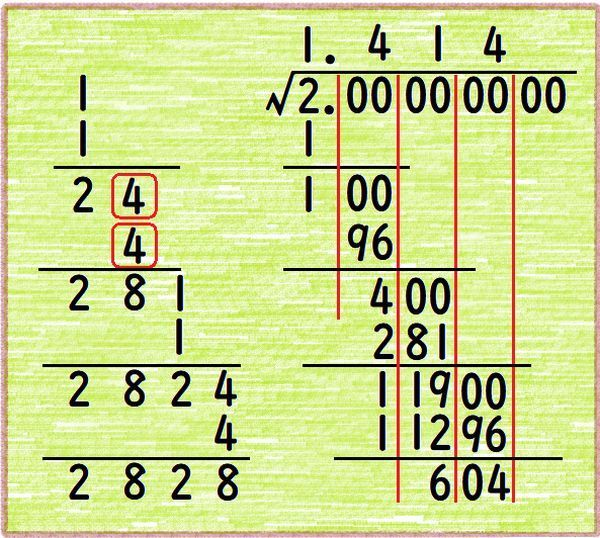 1. 4 1 4
1 √2. 00 00 00 00
1 1
2 4 1 00
4 96
2 8 1 4 00
1 2 81
2 8 2 4 1 19 00
4 1 12 96
2 8 2 8 6 04